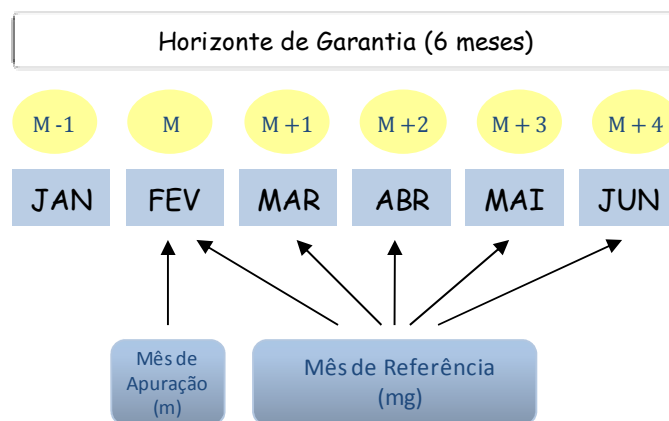 Horizonte de Garantia (6 meses)
M -1 M M +1 M +2 M + 3 M + 4
JAN FEV MAR ABR MAI JUN
Mês de
Apuração
(m)
Mês de Referência
(mg)